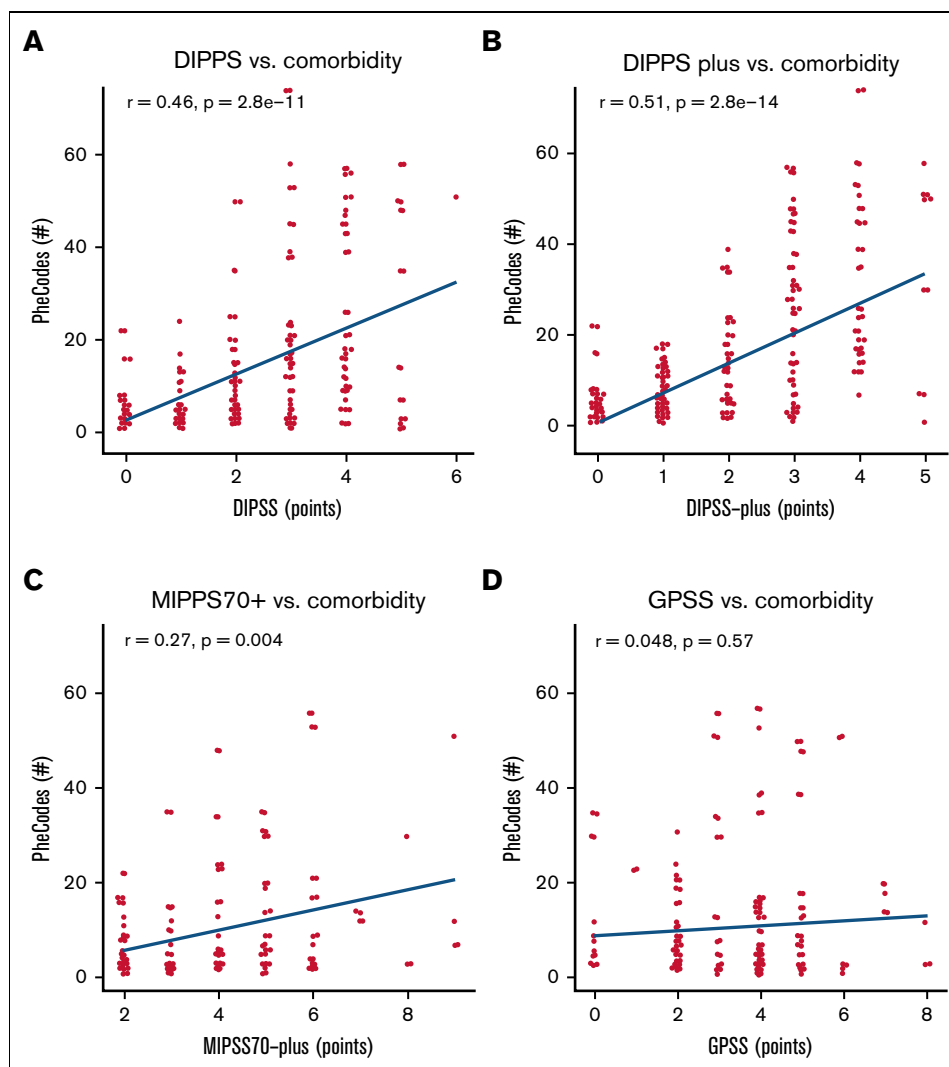 A
DIPPS vs. comorbidity
r = 0.46, p = 2.8e–11
PheCodes (#)
60
40
20
0
0 2 4 6
DIPSS (points)
B
DIPPS plus vs. comorbidity
r = 0.51, p = 2.8e–14
PheCodes (#)
60
40
20
0
0 1 2 3 4 5
DIPSS–plus (points)
C
MIPPS70+ vs. comorbidity
r = 0.27, p = 0.004
PheCodes (#)
60
40
20
0
2 4 6 8
MIPSS70–plus (points)
D
GPSS vs. comorbidity
r = 0.048, p = 0.57
PheCodes (#)
60
40
20
0
0 2 4 6 8
GPSS (points)